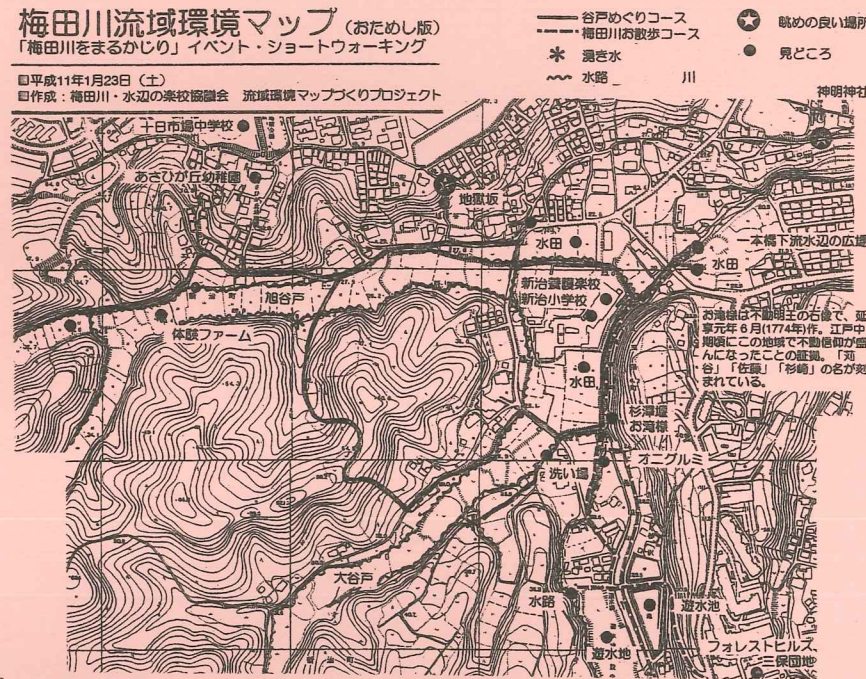 梅田川流域環境マップ(おためし版)
「梅田川をまるかじり」イベント・ショートウォーキング
平成11年1月23日(土)
作成:梅田川・水辺の楽校協議会 流域環境マップづくりプロジェクト
谷戸めぐりコース
梅田川お散歩コース
湧き水
水路 川
眺めの良い場所
見どころ
神明神社
十日市場中学校
あさひが丘幼稚園
地獄坂
水田
本橋下流水辺の広場
水田
新治養護楽校
新治小学校
旭谷戸
体験ファーム
お滝様は不動明王の石像で、延
享元年6月(1774年)作。江戸中
期頃にこの地域で不動信仰が盛
んになったことの証拠。「苅
谷」「佐藤」「杉崎」の名が刻
まれている。
水田
杉澤堰
お滝様
オニグルミ
洗い場
大谷戸
水路
遊水池
遊水地
フォレストヒルズ
三保団地